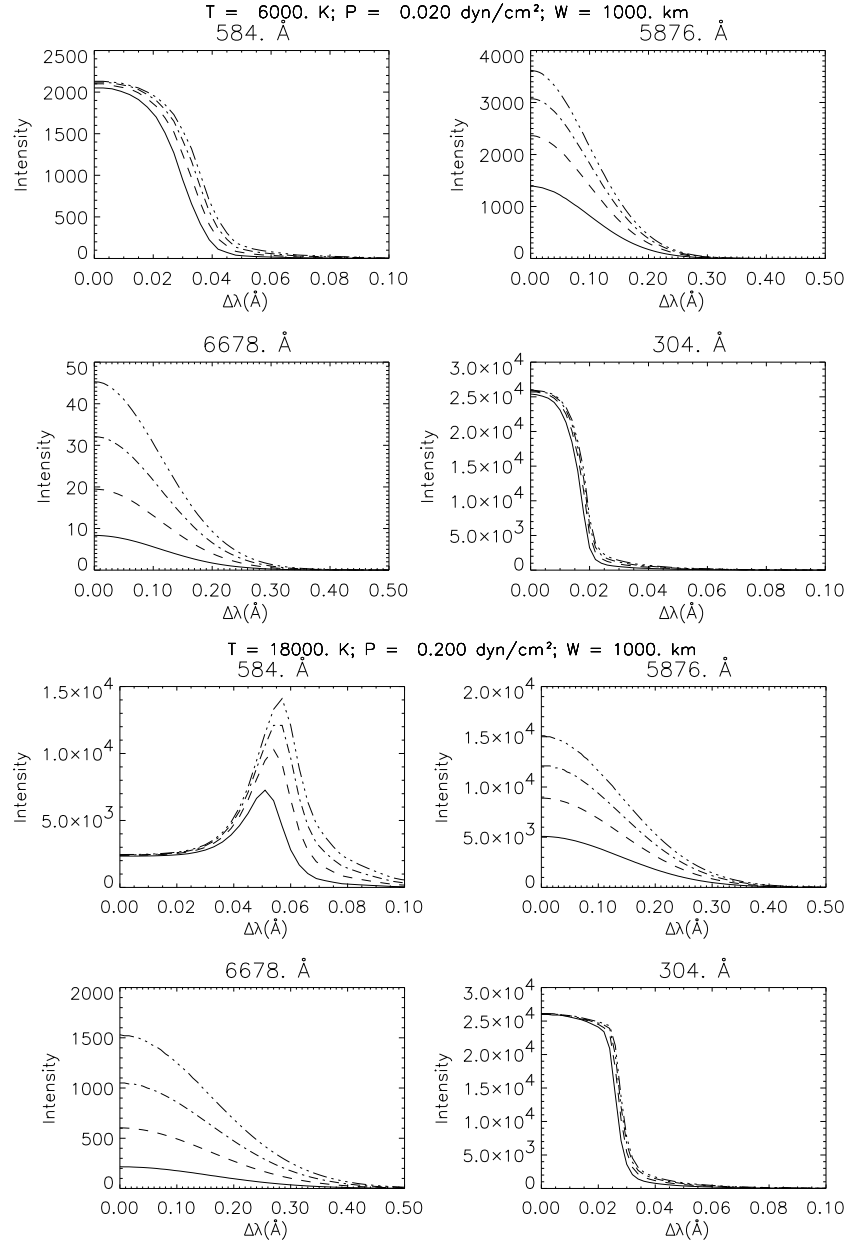 T = 6000. K; P = 0.020 dyn/cm²; W = 1000. km
584. Å
5876. Å
2500
2000
1500
1000
500
0
Intensity
0.00 0.02 0.04 0.06 0.08 0.10
Δλ(Å)
4000
3000
2000
1000
0
Intensity
0.00 0.10 0.20 0.30 0.40 0.50
Δλ(Å)
6678. Å
304. Å
50
40
30
20
10
0
Intensity
0.00 0.10 0.20 0.30 0.40 0.50
Δλ(Å)
3.0×10⁴
2.5×10⁴
2.0×10⁴
1.5×10⁴
1.0×10⁴
5.0×10³
0
Intensity
0.00 0.02 0.04 0.06 0.08 0.10
Δλ(Å)
T = 18000. K; P = 0.200 dyn/cm²; W = 1000. km
584. Å
5876. Å
1.5×10⁴
1.0×10⁴
5.0×10³
0
Intensity
0.00 0.02 0.04 0.06 0.08 0.10
Δλ(Å)
2.0×10⁴
1.5×10⁴
1.0×10⁴
5.0×10³
0
Intensity
0.00 0.10 0.20 0.30 0.40 0.50
Δλ(Å)
6678. Å
304. Å
2000
1500
1000
500
0
Intensity
0.00 0.10 0.20 0.30 0.40 0.50
Δλ(Å)
3.0×10⁴
2.5×10⁴
2.0×10⁴
1.5×10⁴
1.0×10⁴
5.0×10³
0
Intensity
0.00 0.02 0.04 0.06 0.08 0.10
Δλ(Å)